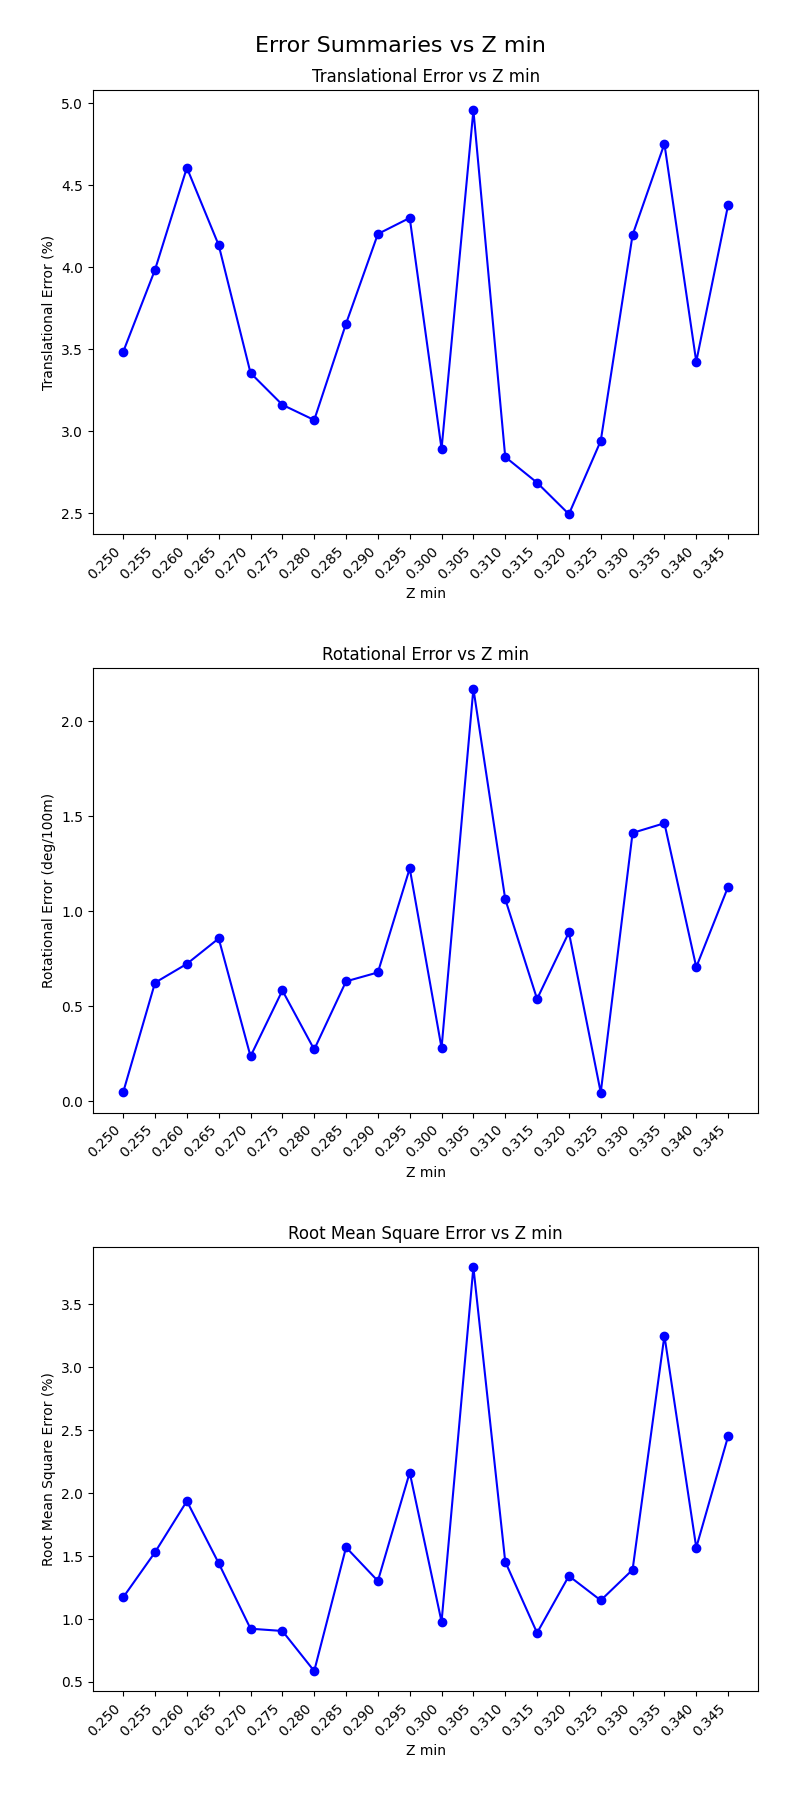 Error Summaries vs Z min
Translational Error vs Z min
Translational Error (%)
5.0
4.5
4.0
3.5
3.0
2.5
0.250 0.255 0.260 0.265 0.270 0.275 0.280 0.285 0.290 0.295 0.300 0.305 0.310 0.315 0.320 0.325 0.330 0.335 0.340 0.345
Z min
Rotational Error vs Z min
Rotational Error (deg/100m)
2.0
1.5
1.0
0.5
0.0
0.250 0.255 0.260 0.265 0.270 0.275 0.280 0.285 0.290 0.295 0.300 0.305 0.310 0.315 0.320 0.325 0.330 0.335 0.340 0.345
Z min
Root Mean Square Error vs Z min
Root Mean Square Error (%)
3.5
3.0
2.5
2.0
1.5
1.0
0.5
0.250 0.255 0.260 0.265 0.270 0.275 0.280 0.285 0.290 0.295 0.300 0.305 0.310 0.315 0.320 0.325 0.330 0.335 0.340 0.345
Z min